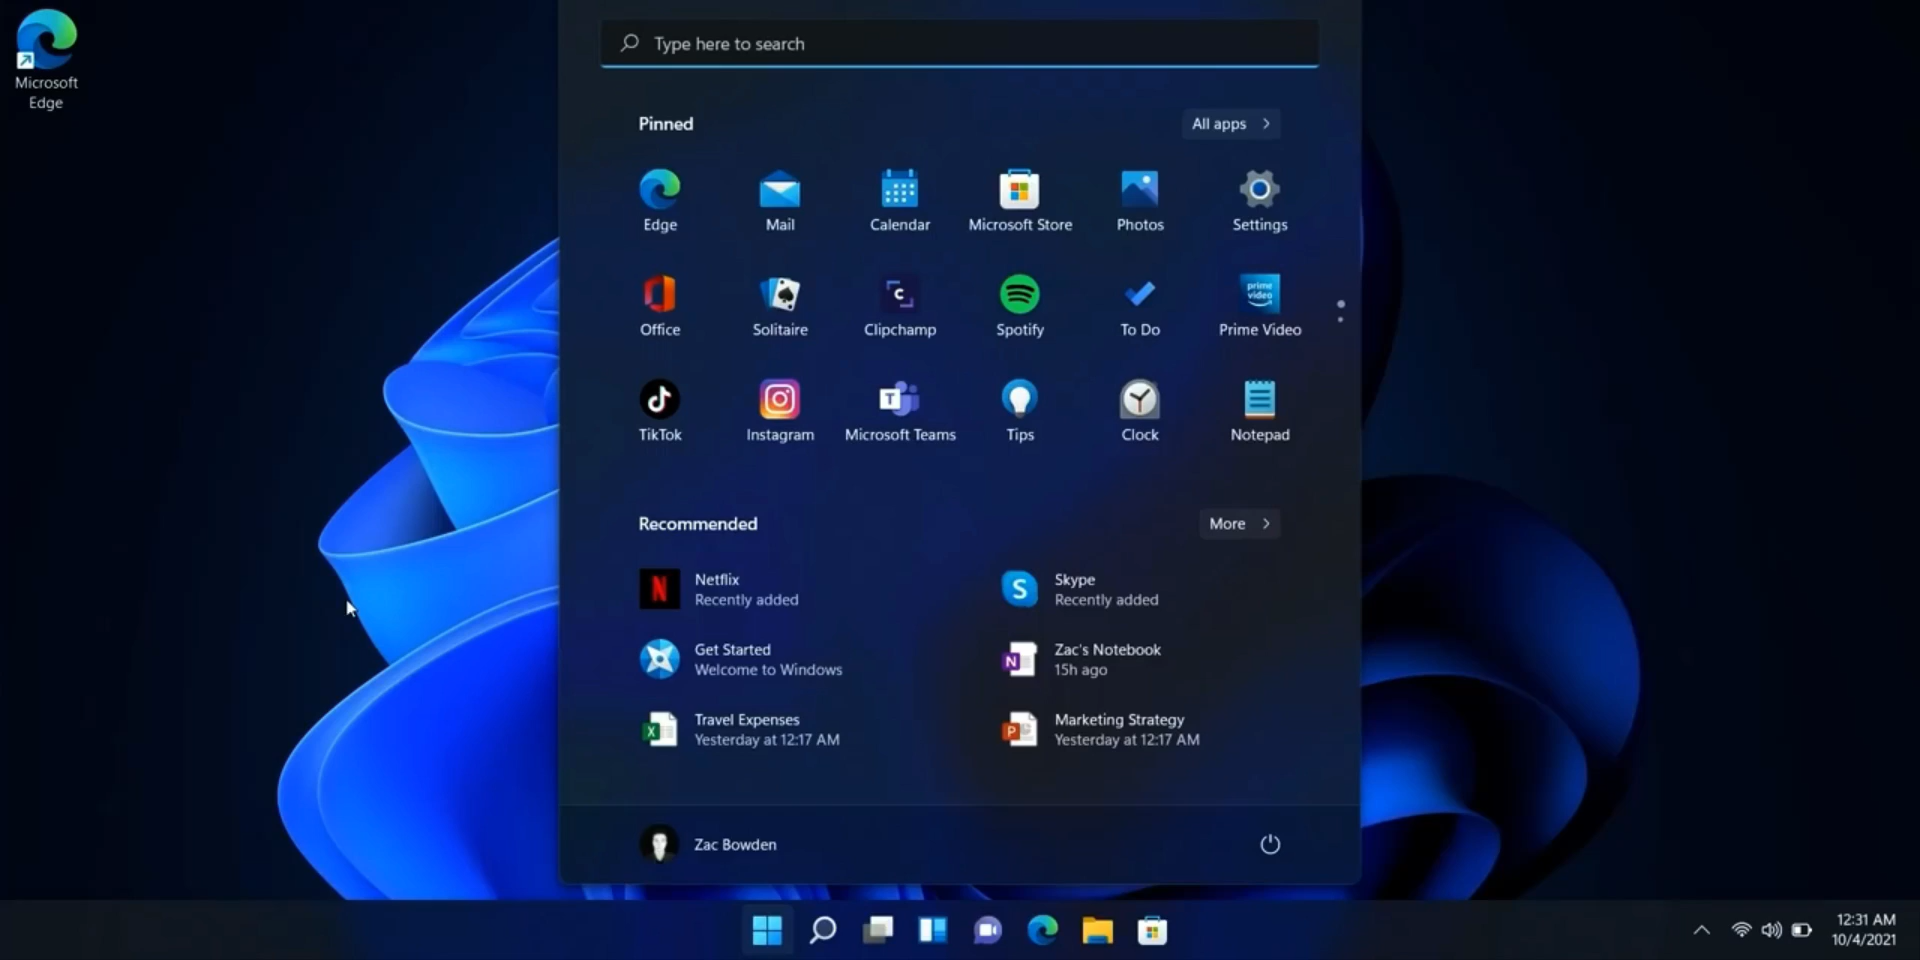 Microsoft
Edge
Type here to search
Pinned
All apps
Edge
Mail
Calendar
Microsoft Store
Photos
Settings
Office
Solitaire
Clipchamp
Spotify
To Do
prime
video
Prime Video
TikTok
Instagram
Microsoft Teams
Tips
Clock
Notepad
Recommended
More
Netflix
Recently added
Skype
Recently added
Get Started
Welcome to Windows
Zac's Notebook
15h ago
Travel Expenses
Yesterday at 12:17 AM
Marketing Strategy
Yesterday at 12:17 AM
Zac Bowden
12:31 AM
10/4/2021